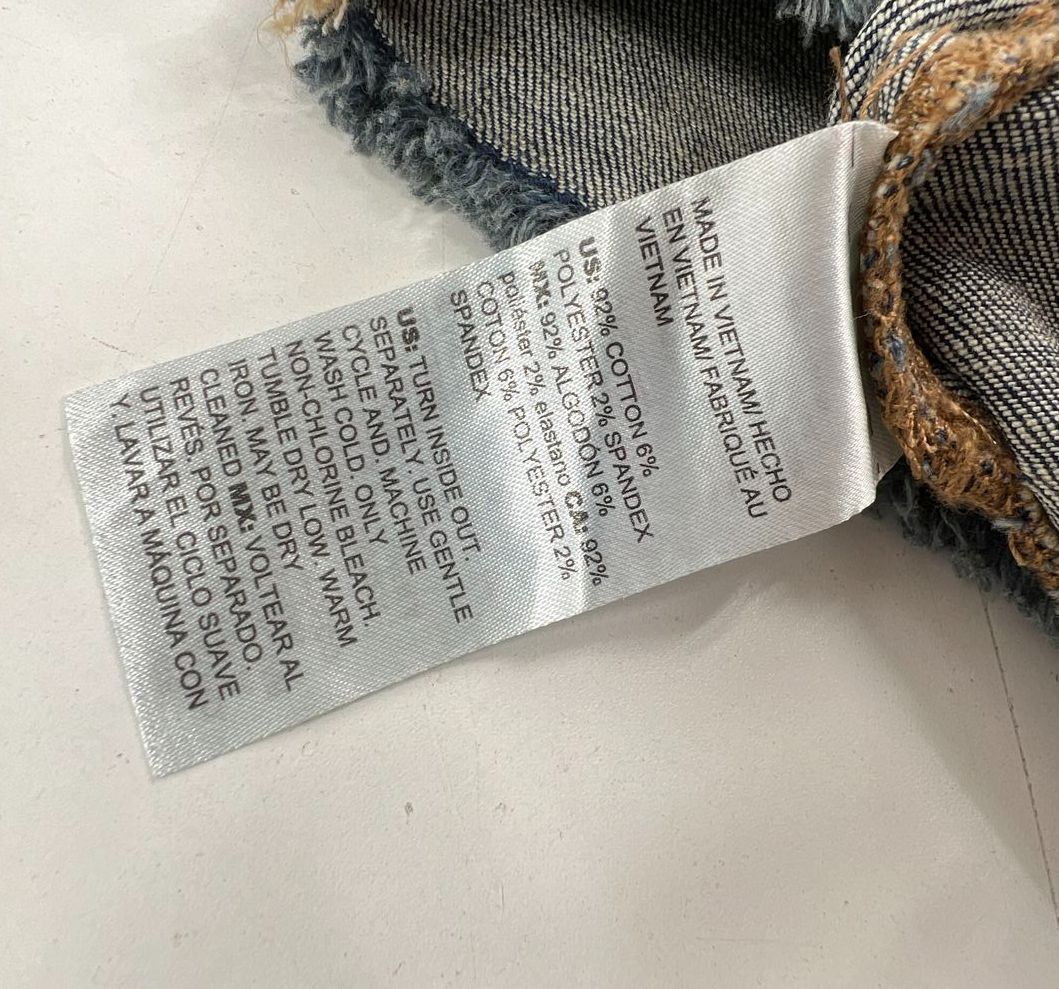 MADE IN VIETNAM/ HECHO
EN VIETNAM/ FABRIQUÉ AU
VIETNAM
US: 92% COTTON 6%
POLYESTER 2% SPANDEX
MX: 92% ALGODÓN 6%
poliéster 2% elastano CA: 92%
COTON 6% POLYESTER 2%
SPANDEX
US: TURN INSIDE OUT.
SEPARATELY. USE GENTLE
CYCLE AND. MACHINE
WASH COLD. ONLY
NON-CHLORINE BLEACH.
TUMBLE DRY LOW. WARM
IRON. MAY BE DRY
CLEANED MX: VOLTEAR AL
REVÉS. POR SEPARADO.
UTILIZAR EL CICLO SUAVE
Y. LAVAR A MÁQUINA CON